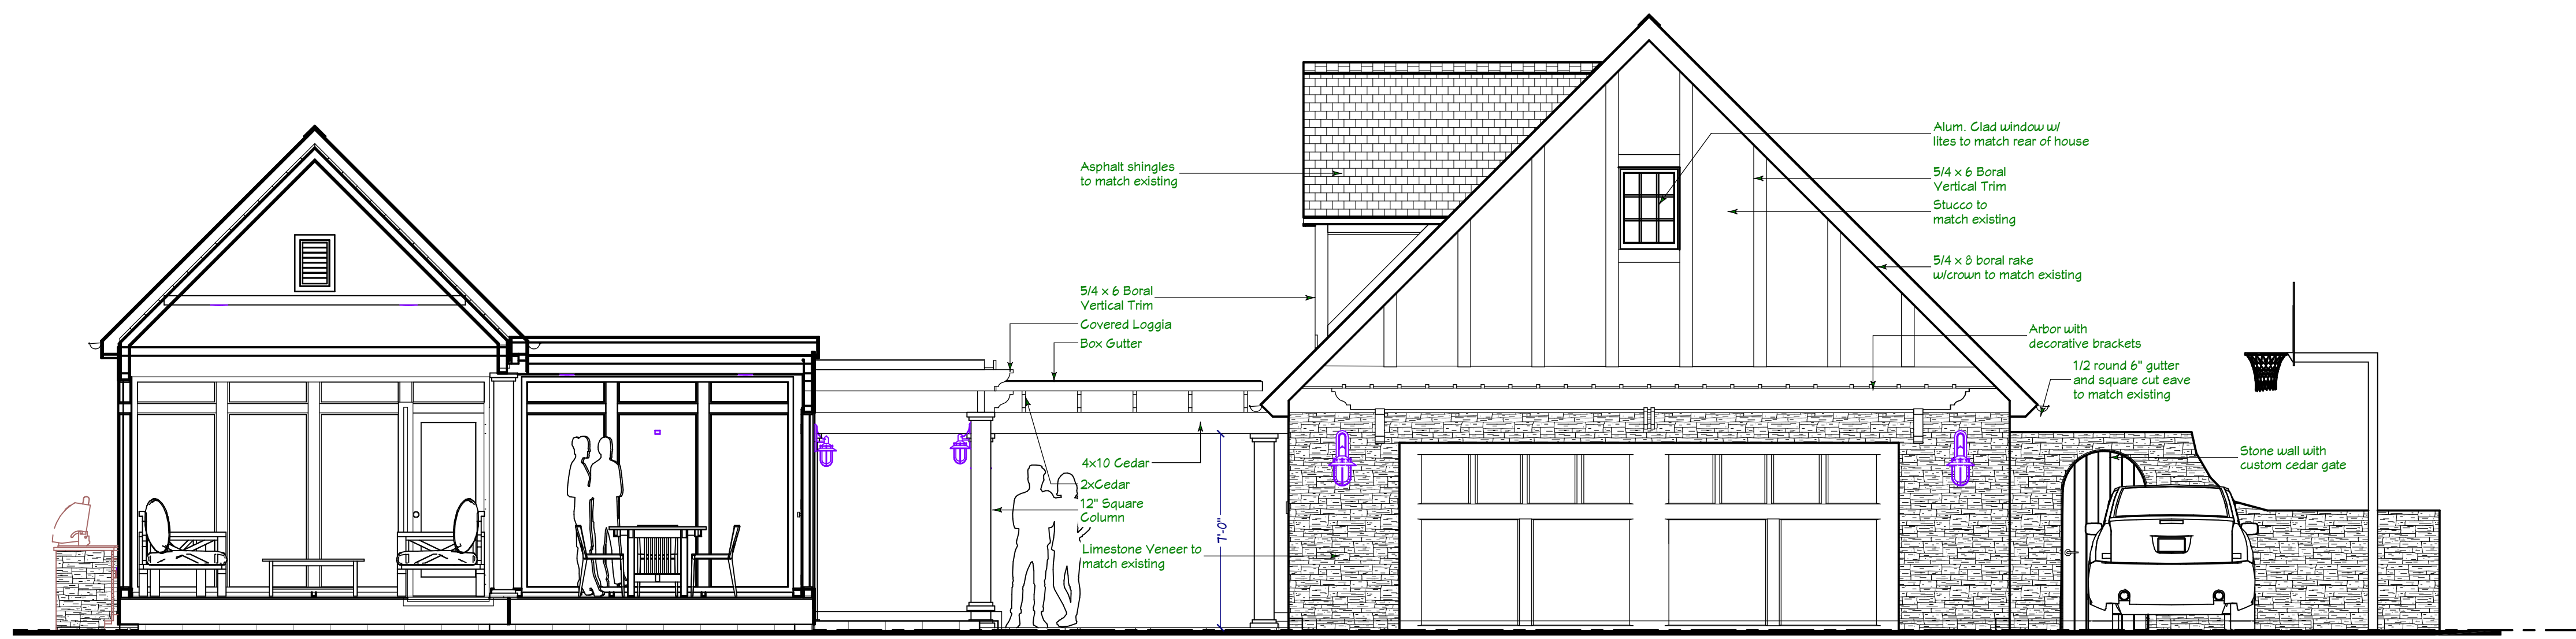 Asphalt shingles
to match existing
5/4 x 6 Boral
Vertical Trim
Covered Loggia
Box Gutter
4x10 Cedar
2xCedar
12" Square
Column
Limestone Veneer to
match existing
7'-0"
Alum. Clad window w/
lites to match rear of house
5/4 x 6 Boral
Vertical Trim
Stucco to
match existing
5/4 x 8 boral rake
w/crown to match existing
Arbor with
decorative brackets
1/2 round 6" gutter
and square cut eave
to match existing
Stone wall with
custom cedar gate